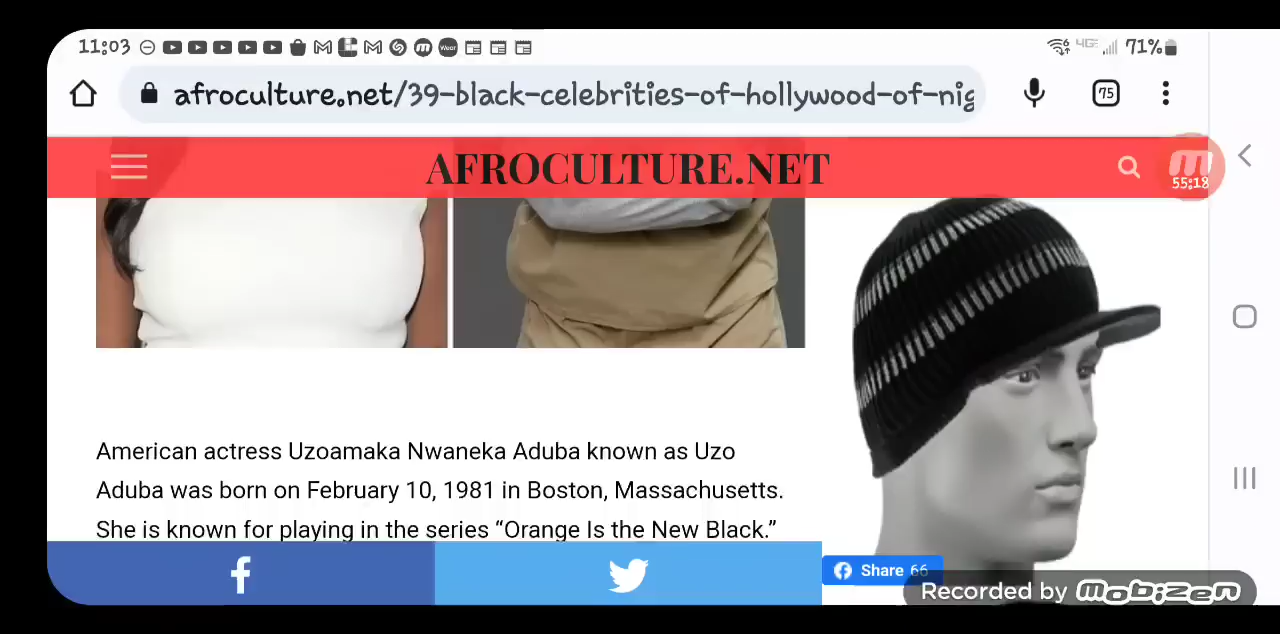 11:03 Wear 4GE 71%
afroculture.net/39-black-celebrities-of-hollywood-of-nig
75
AFROCULTURE.NET
55:18
American actress Uzoamaka Nwaneka Aduba known as Uzo
Aduba was born on February 10, 1981 in Boston, Massachusetts.
She is known for playing in the series “Orange Is the New Black.”
Share 66
Recorded by mobizen